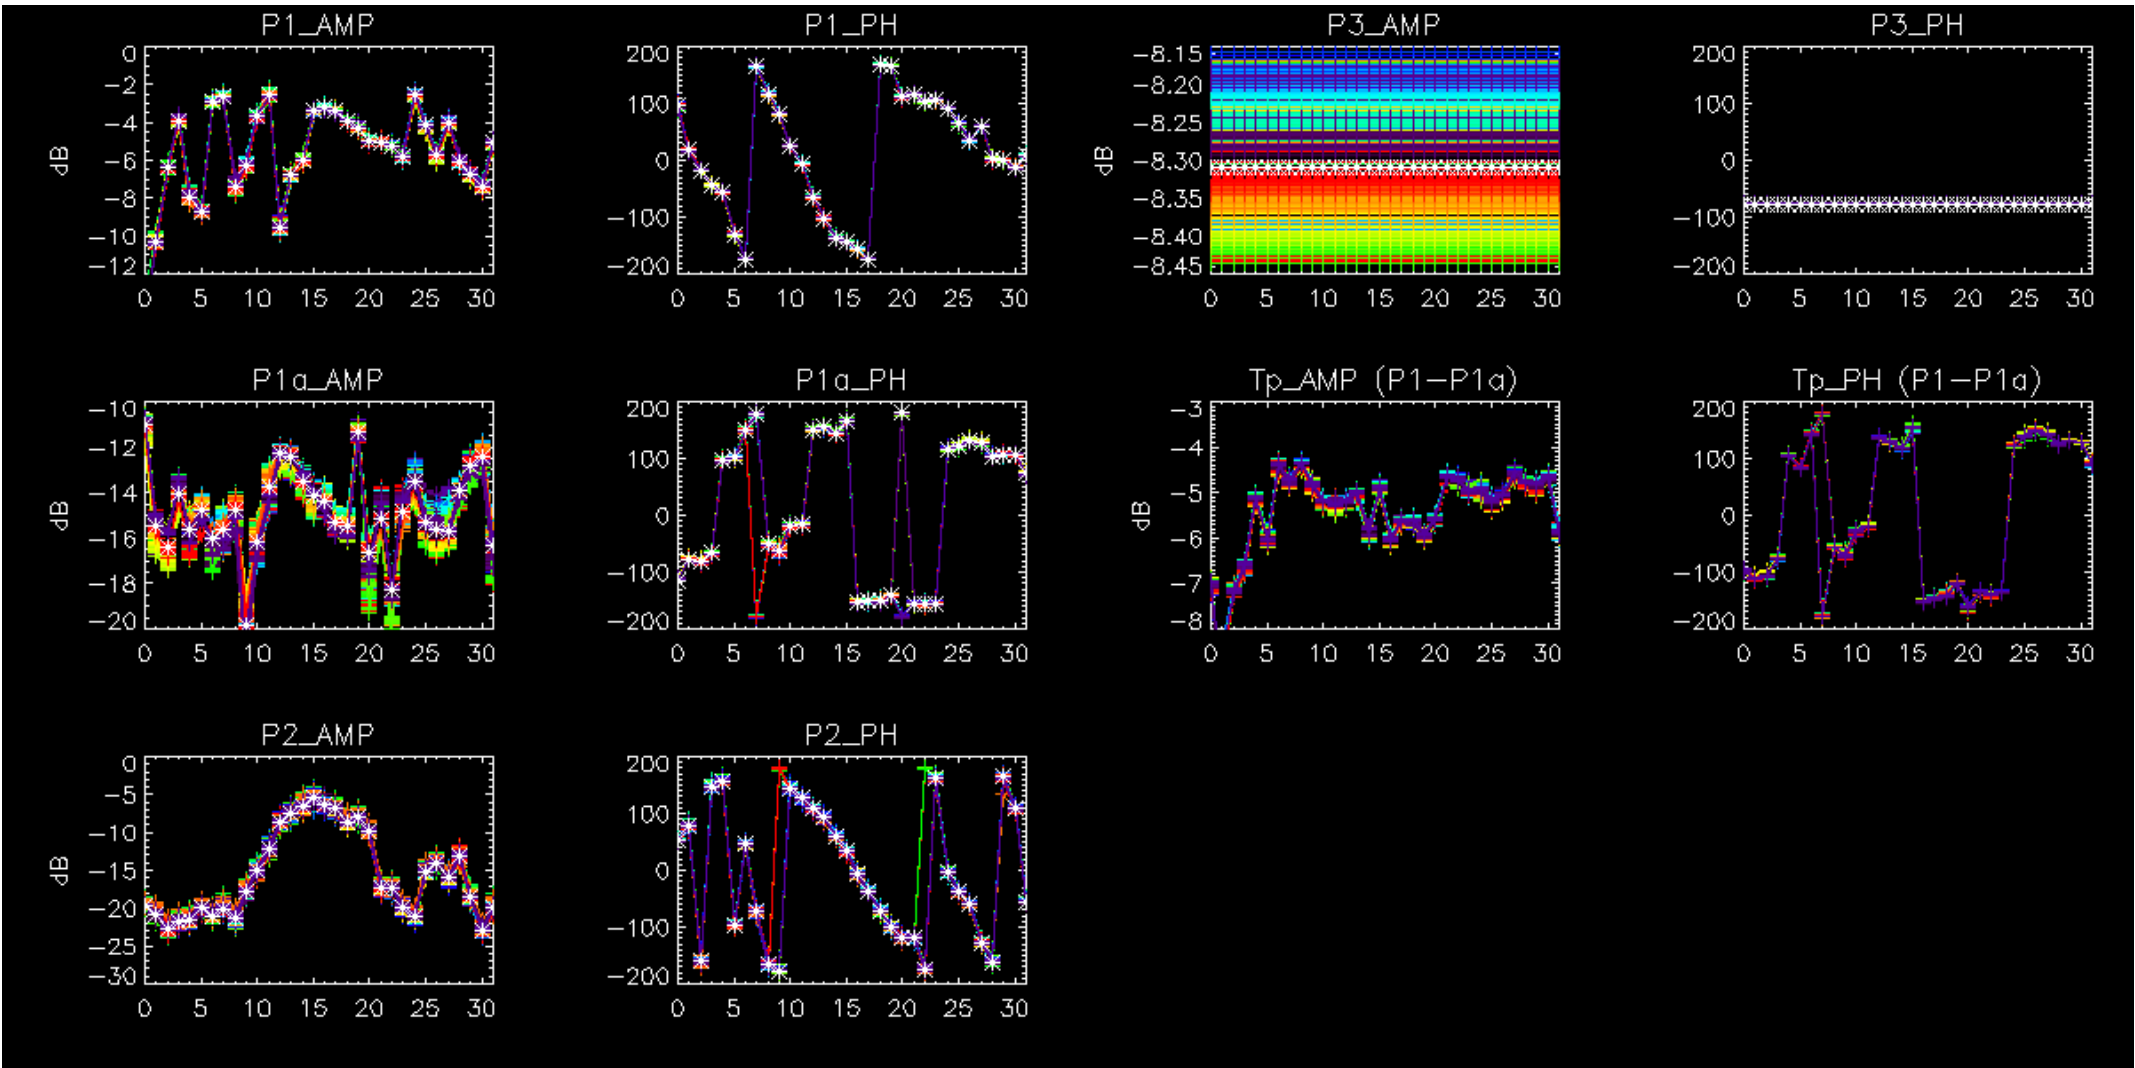 P1_AMP
dB
0
-2
-4
-6
-8
-10
-12
0 5 10 15 20 25 30
P1_PH
200
100
0
-100
-200
0 5 10 15 20 25 30
P3_AMP
dB
-8.15
-8.20
-8.25
-8.30
-8.35
-8.40
-8.45
0 5 10 15 20 25 30
P3_PH
200
100
0
-100
-200
0 5 10 15 20 25 30
P1a_AMP
dB
-10
-12
-14
-16
-18
-20
0 5 10 15 20 25 30
P1a_PH
200
100
0
-100
-200
0 5 10 15 20 25 30
Tp_AMP (P1-P1a)
dB
-3
-4
-5
-6
-7
-8
0 5 10 15 20 25 30
Tp_PH (P1-P1a)
200
100
0
-100
-200
0 5 10 15 20 25 30
P2_AMP
dB
0
-5
-10
-15
-20
-25
-30
0 5 10 15 20 25 30
P2_PH
200
100
0
-100
-200
0 5 10 15 20 25 30